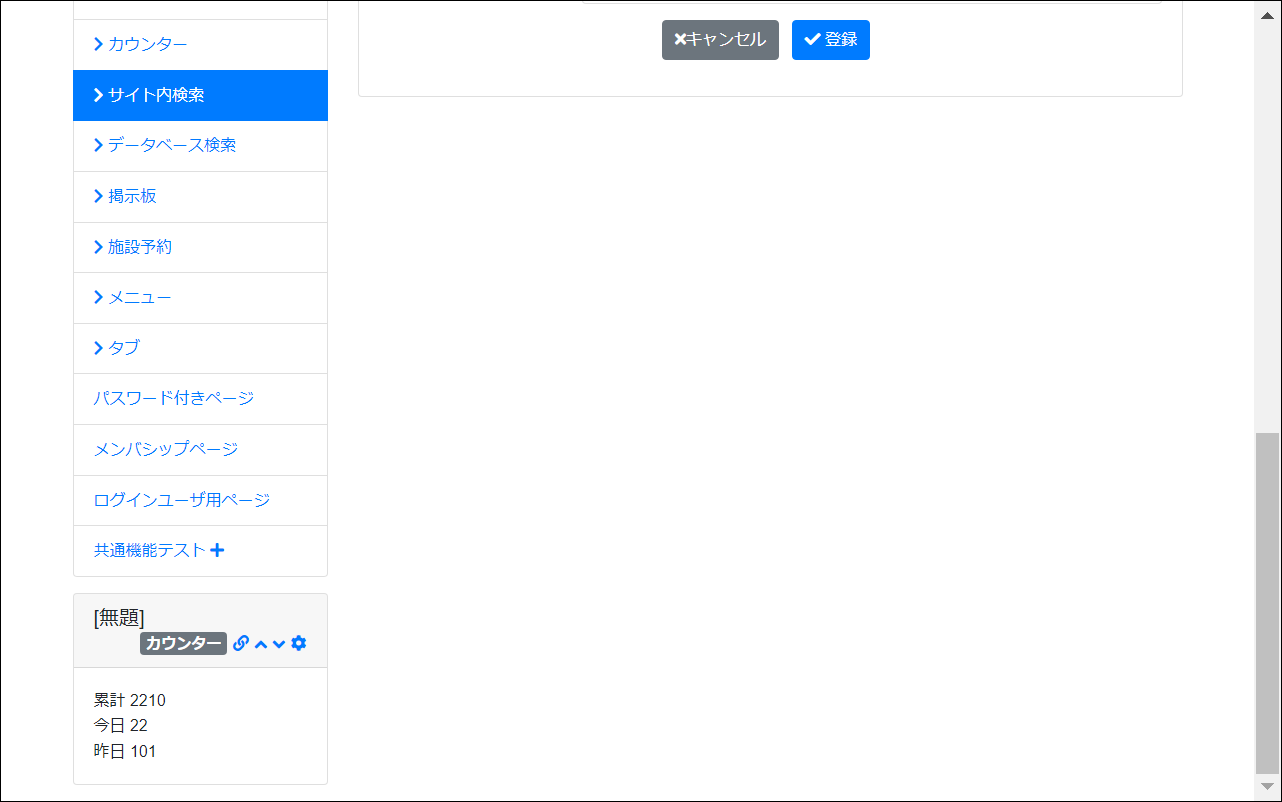 カウンター
サイト内検索
データベース検索
掲示板
施設予約
メニュー
タブ
パスワード付きページ
メンバシップページ
ログインユーザ用ページ
共通機能テスト
[無題]
カウンター
累計 2210
今日 22
昨日 101
キャンセル 登録